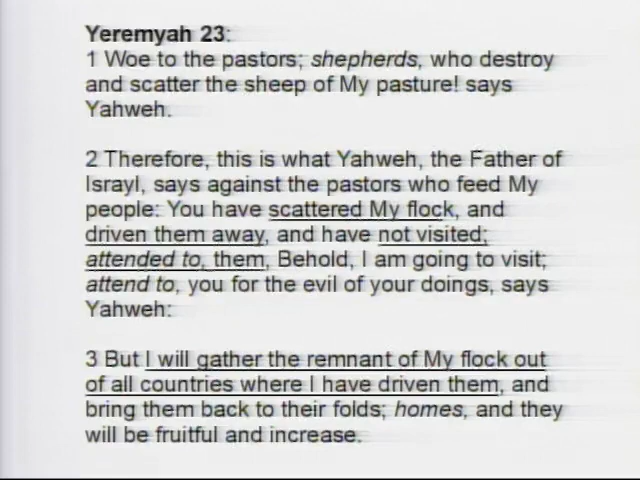 Yeremyah 23:
1 Woe to the pastors; shepherds, who destroy
and scatter the sheep of My pasture! says
Yahweh.
2 Therefore, this is what Yahweh, the Father of
Israyl, says against the pastors who feed My
people: You have scattered My flock, and
driven them away, and have not visited;
attended to, them, Behold, I am going to visit;
attend to, you for the evil of your doings, says
Yahweh:
3 But I will gather the remnant of My flock out
of all countries where I have driven them, and
bring them back to their folds; homes, and they
will be fruitful and increase.